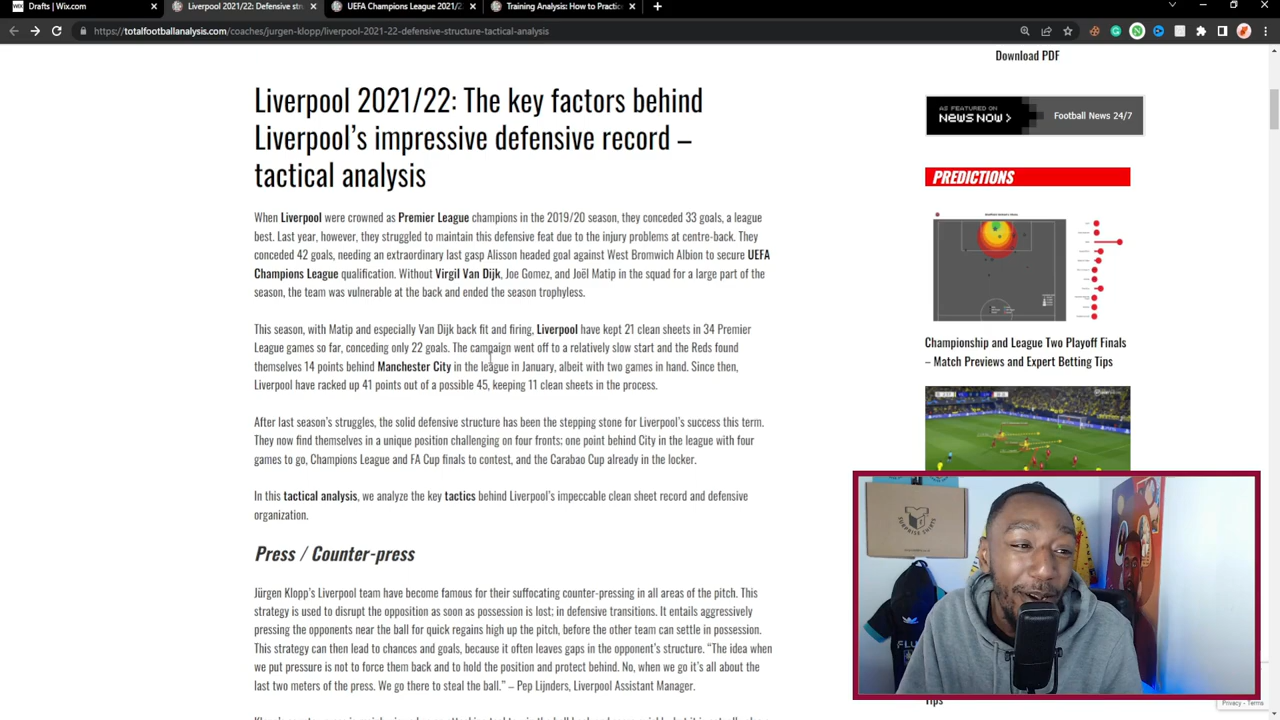 Drafts | Wix.com
Liverpool 2021/22: Defensive str
UEFA Champions League 2021/2
Training Analysis: How to Practic
https://totalfootballanalysis.com/coaches/jurgen-klopp/liverpool-2021-22-defensive-structure-tactical-analysis
Download PDF
Liverpool 2021/22: The key factors behind
Liverpool's impressive defensive record –
tactical analysis
AS FEATURED ON
NEWS NOW >
Football News 24/7
PREDICTIONS
When Liverpool were crowned as Premier League champions in the 2019/20 season, they conceded 33 goals, a league
best. Last year, however, they struggled to maintain this defensive feat due to the injury problems at centre-back. They
conceded 42 goals, needing an extraordinary last gasp Alisson headed goal against West Bromwich Albion to secure UEFA
Champions League qualification. Without Virgil Van Dijk, Joe Gomez, and Joël Matip in the squad for a large part of the
season, the team was vulnerable at the back and ended the season trophyless.
This season, with Matip and especially Van Dijk back fit and firing, Liverpool have kept 21 clean sheets in 34 Premier
League games so far, conceding only 22 goals. The campaign went off to a relatively slow start and the Reds found
themselves 14 points behind Manchester City in the league in January, albeit with two games in hand. Since then,
Liverpool have racked up 41 points out of a possible 45, keeping 11 clean sheets in the process.
Championship and League Two Playoff Finals
– Match Previews and Expert Betting Tips
After last season's struggles, the solid defensive structure has been the stepping stone for Liverpool's success this term.
They now find themselves in a unique position challenging on four fronts; one point behind City in the league with four
games to go, Champions League and FA Cup finals to contest, and the Carabao Cup already in the locker.
In this tactical analysis, we analyze the key tactics behind Liverpool's impeccable clean sheet record and defensive
organization.
Press / Counter-press
Jürgen Klopp's Liverpool team have become famous for their suffocating counter-pressing in all areas of the pitch. This
strategy is used to disrupt the opposition as soon as possession is lost; in defensive transitions. It entails aggressively
pressing the opponents near the ball for quick regains high up the pitch, before the other team can settle in possession.
This strategy can then lead to chances and goals, because it often leaves gaps in the opponent's structure. "The idea when
we put pressure is not to force them back and to hold the position and protect behind. No, when we go it's all about the
last two meters of the press. We go there to steal the ball." – Pep Lijnders, Liverpool Assistant Manager.
SURPRISE SHIRTS
Tips
Privacy - Terms